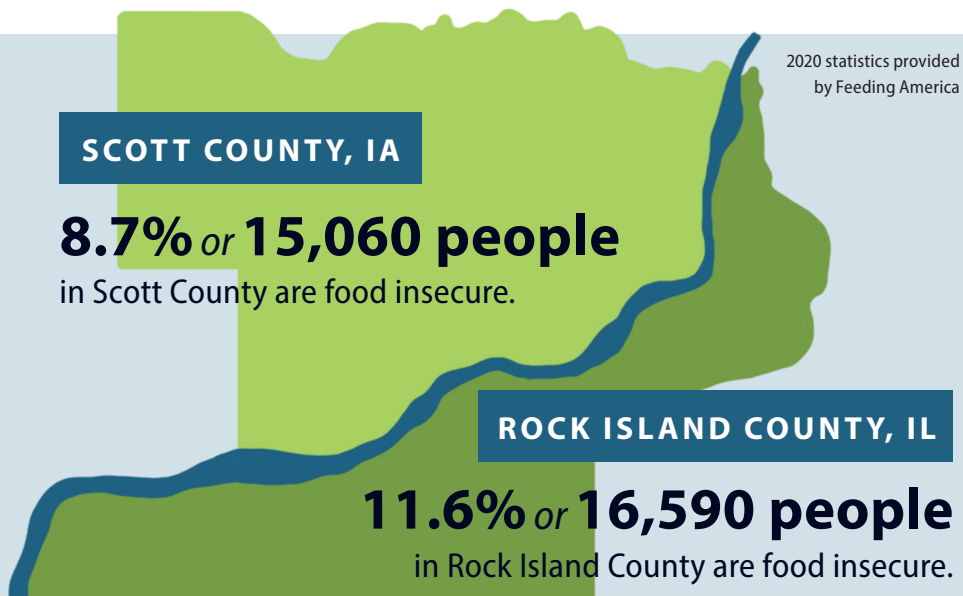 2020 statistics provided
by Feeding America
SCOTT COUNTY, IA
8.7% or 15,060 people
in Scott County are food insecure.
ROCK ISLAND COUNTY, IL
11.6% or 16,590 people
in Rock Island County are food insecure.